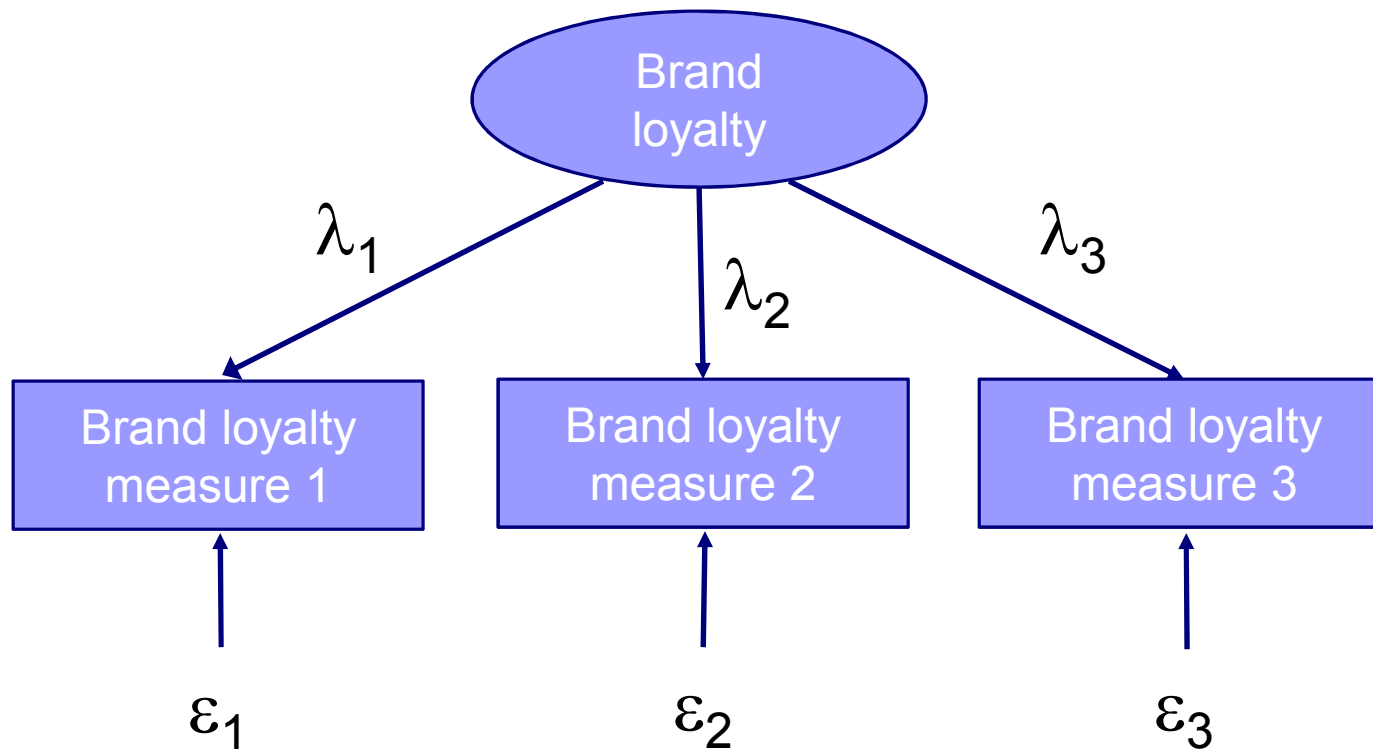 Brand
loyalty
λ1
λ2
λ3
Brand loyalty
measure 1
Brand loyalty
measure 2
Brand loyalty
measure 3
ε1
ε2
ε3